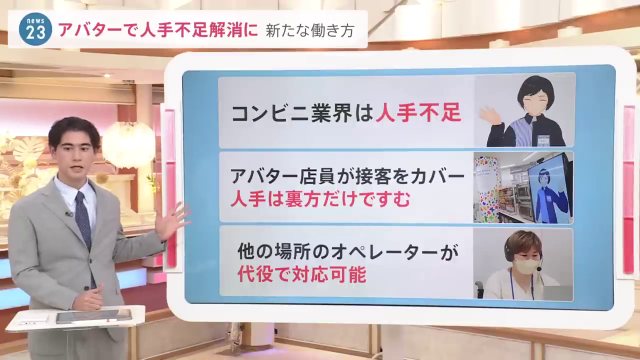 news
23
アバターで人手不足解消に 新たな働き方
コンビニ業界は人手不足
アバター店員が接客をカバー
人手は裏方だけですむ
他の場所のオペレーターが
代役で対応可能